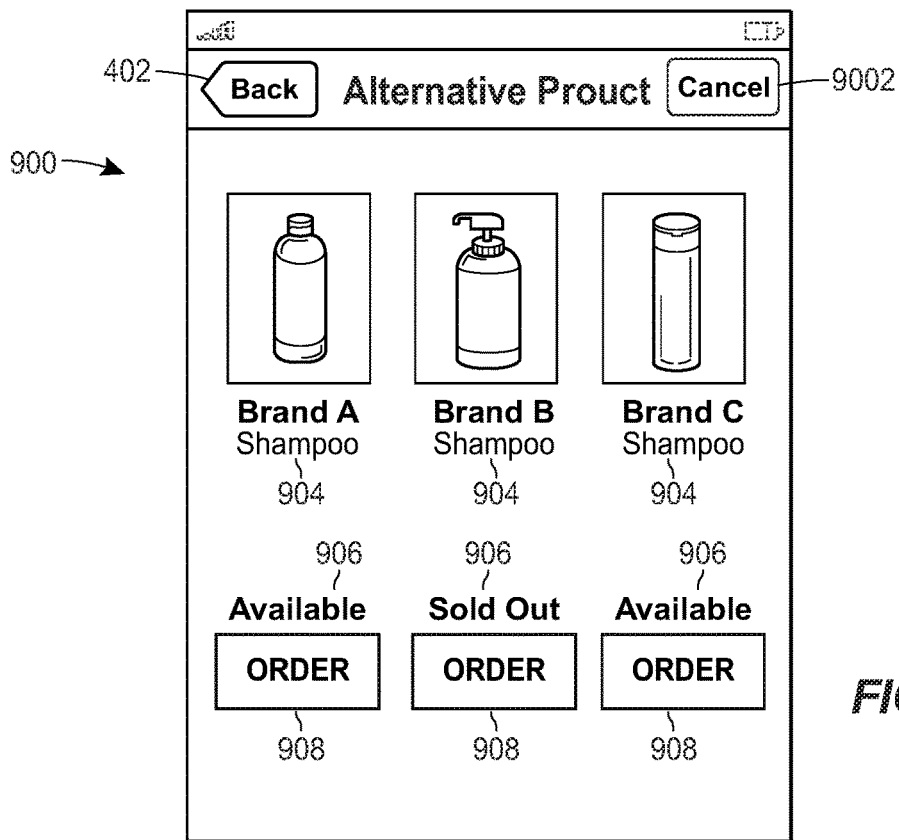 402
Back
Alternative Prouct
Cancel
9002
900
Brand A Brand B Brand C
Shampoo Shampoo Shampoo
904 904 904
906 906 906
Available Sold Out Available
ORDER ORDER ORDER
908 908 908